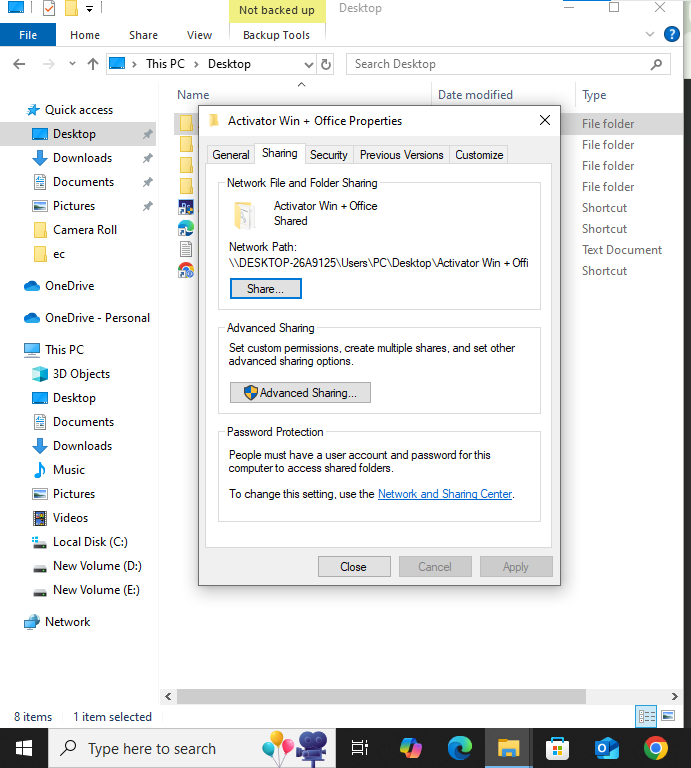 Not backed up
Desktop
File
Home
Share
View
Backup Tools
This PC
Desktop
Search Desktop
Name
Date modified
Type
Quick access
Desktop
Downloads
Documents
Pictures
Camera Roll
ec
OneDrive
OneDrive - Personal
This PC
3D Objects
Desktop
Documents
Downloads
Music
Pictures
Videos
Local Disk (C:)
New Volume (D:)
New Volume (E:)
Network
File folder
File folder
File folder
File folder
Shortcut
Shortcut
Text Document
Shortcut
Activator Win + Office Properties
General
Sharing
Security
Previous Versions
Customize
Network File and Folder Sharing
Activator Win + Office
Shared
Network Path:
\\DESKTOP-26A9125\Users\PC\Desktop\Activator Win + Offi
Share...
Advanced Sharing
Set custom permissions, create multiple shares, and set other
advanced sharing options.
Advanced Sharing...
Password Protection
People must have a user account and password for this
computer to access shared folders.
To change this setting, use the Network and Sharing Center.
Close
Cancel
Apply
8 items
1 item selected
Type here to search